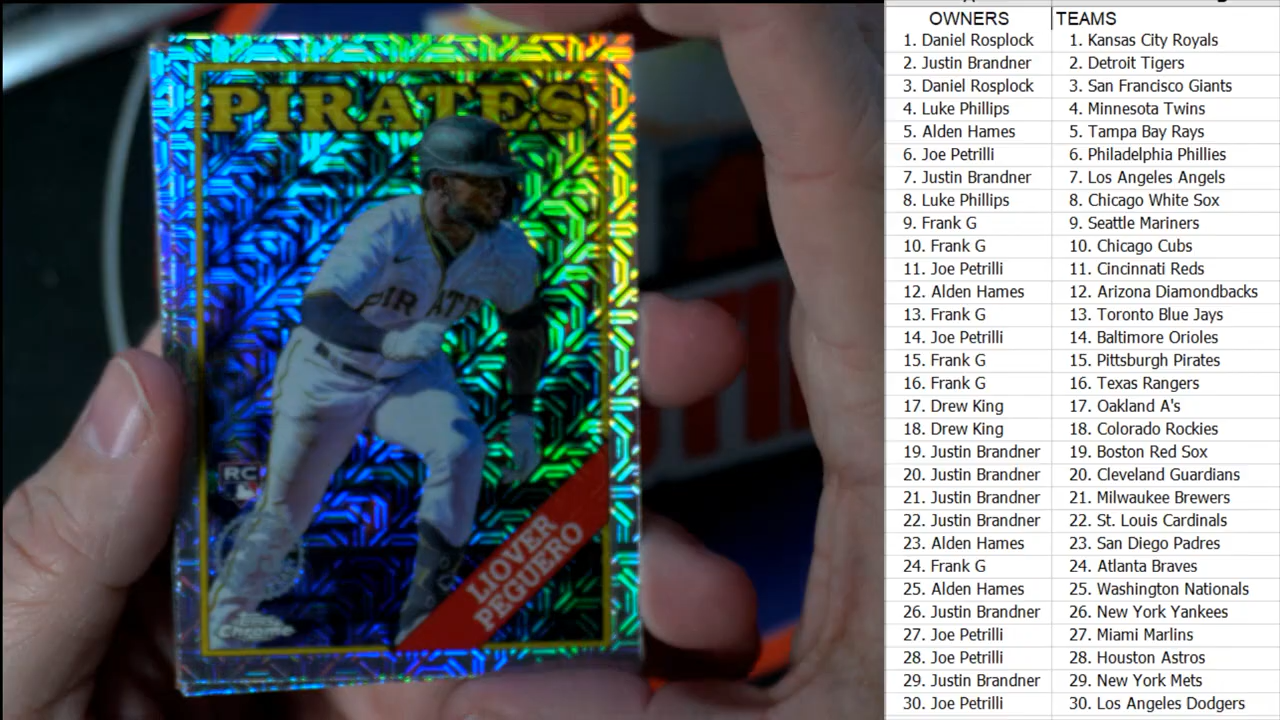 PIRATES
PIRATES
RC
LIOVER
PEGUERO
Topps
Chrome
OWNERS TEAMS
1. Daniel Rosplock 1. Kansas City Royals
2. Justin Brandner 2. Detroit Tigers
3. Daniel Rosplock 3. San Francisco Giants
4. Luke Phillips 4. Minnesota Twins
5. Alden Hames 5. Tampa Bay Rays
6. Joe Petrilli 6. Philadelphia Phillies
7. Justin Brandner 7. Los Angeles Angels
8. Luke Phillips 8. Chicago White Sox
9. Frank G 9. Seattle Mariners
10. Frank G 10. Chicago Cubs
11. Joe Petrilli 11. Cincinnati Reds
12. Alden Hames 12. Arizona Diamondbacks
13. Frank G 13. Toronto Blue Jays
14. Joe Petrilli 14. Baltimore Orioles
15. Frank G 15. Pittsburgh Pirates
16. Frank G 16. Texas Rangers
17. Drew King 17. Oakland A's
18. Drew King 18. Colorado Rockies
19. Justin Brandner 19. Boston Red Sox
20. Justin Brandner 20. Cleveland Guardians
21. Justin Brandner 21. Milwaukee Brewers
22. Justin Brandner 22. St. Louis Cardinals
23. Alden Hames 23. San Diego Padres
24. Frank G 24. Atlanta Braves
25. Alden Hames 25. Washington Nationals
26. Justin Brandner 26. New York Yankees
27. Joe Petrilli 27. Miami Marlins
28. Joe Petrilli 28. Houston Astros
29. Justin Brandner 29. New York Mets
30. Joe Petrilli 30. Los Angeles Dodgers